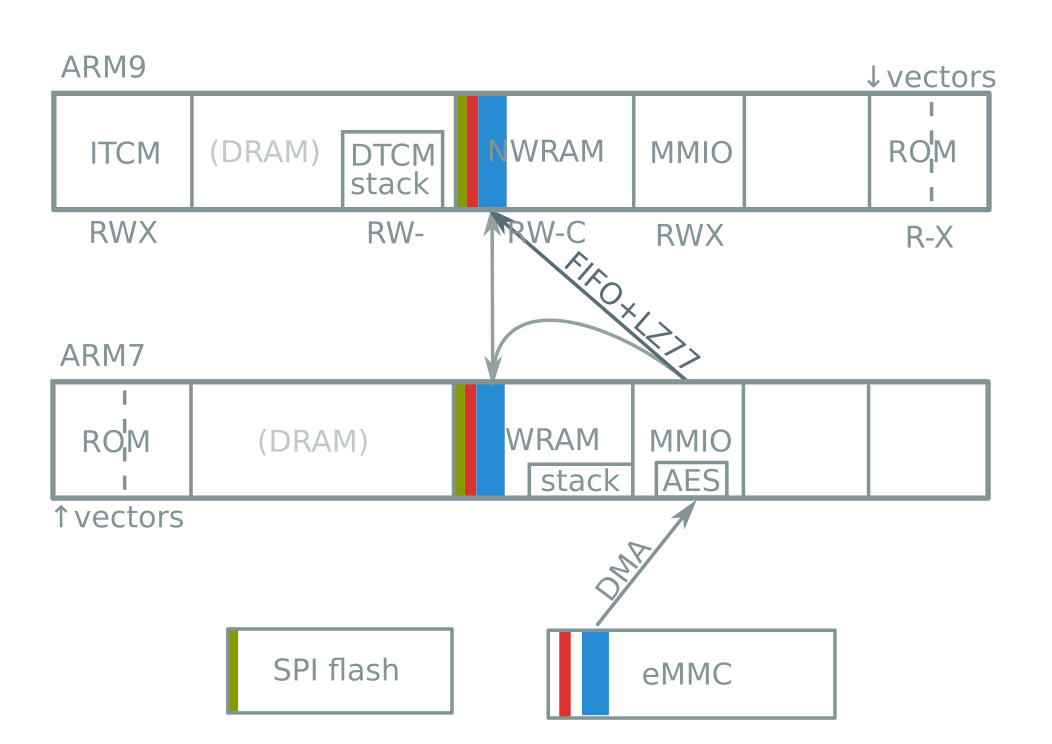 ARM9
↓vectors
ITCM
(DRAM)
DTCM
stack
NWRAM
MMIO
ROM
RWX
RW-
RW-C
RWX
R-X
FIFO+LZ77
ARM7
ROM
(DRAM)
WRAM
stack
MMIO
AES
↑vectors
DMA
SPI flash
eMMC